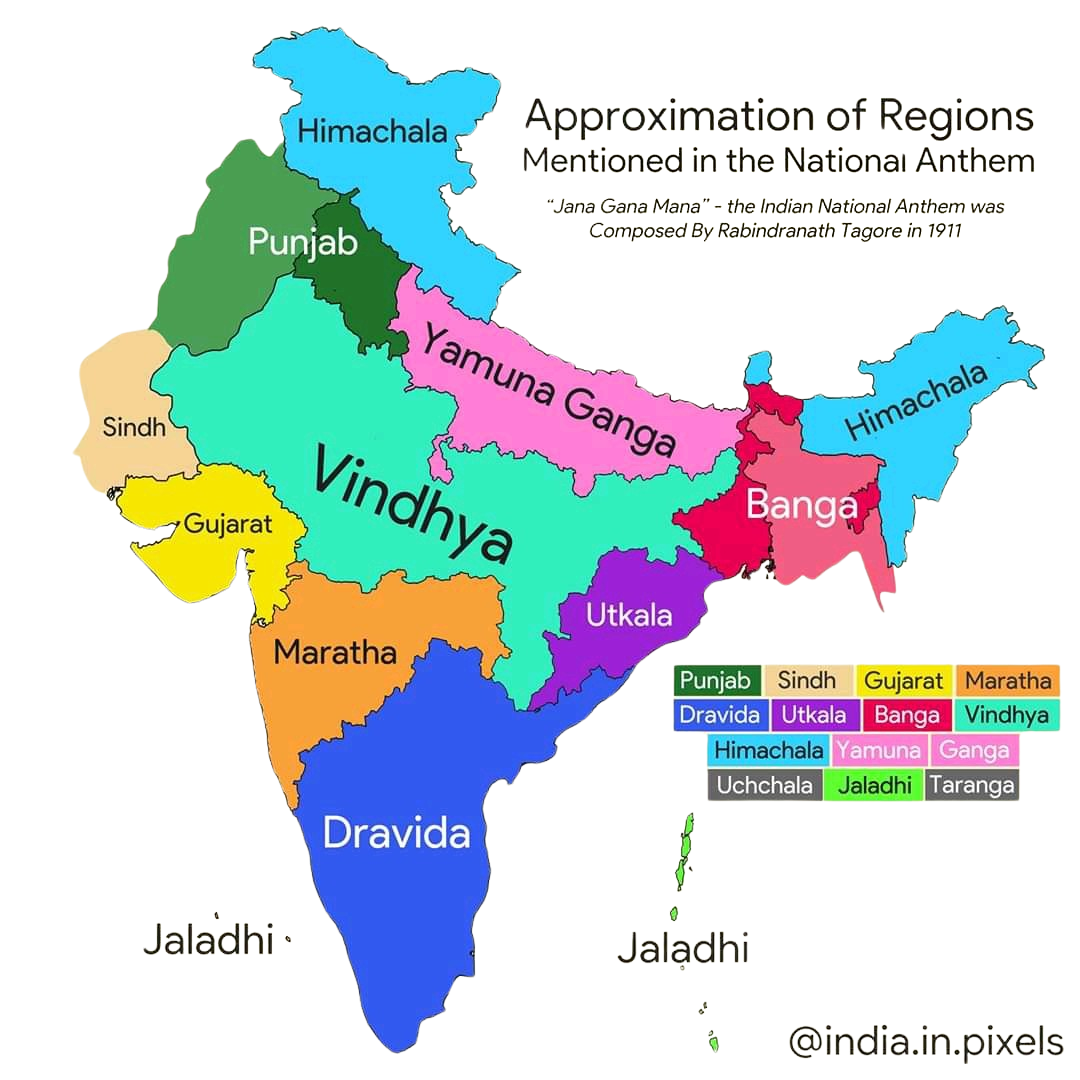 Approximation of Regions
Mentioned in the National Anthem
“Jana Gana Mana” - the Indian National Anthem was
Composed By Rabindranath Tagore in 1911
Himachala
Punjab
Yamuna Ganga
Himachala
Sindh
Vindhya
Banga
Gujarat
Utkala
Maratha
Punjab Sindh Gujarat Maratha
Dravida Utkala Banga Vindhya
Himachala Yamuna Ganga
Uchchala Jaladhi Taranga
Dravida
Jaladhi
Jaladhi
@india.in.pixels